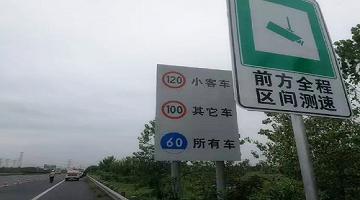 120 小客车
100 其它车
60 所有车
前方全程
区间测速